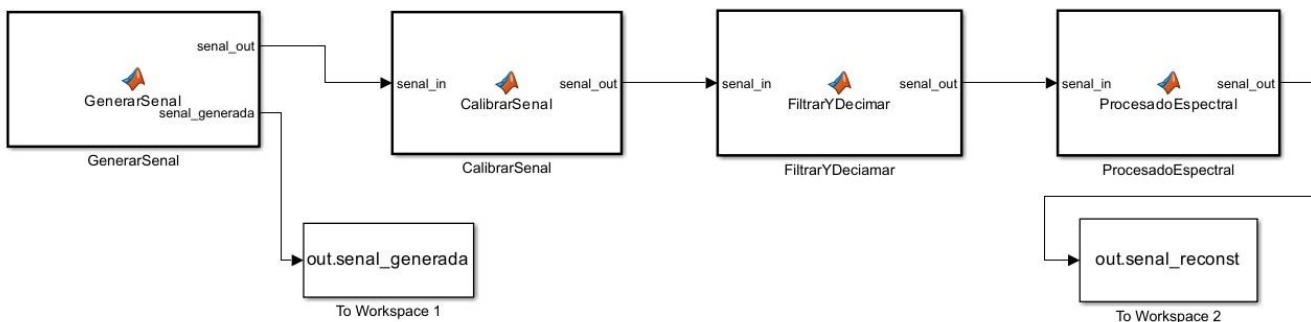 senal_out
GenerarSenal
senal_generada
GenerarSenal
senal_in
CalibrarSenal
senal_out
CalibrarSenal
senal_in
FiltrarYDecimar
senal_out
FiltrarYDeciamar
senal_in
ProcesadoEspectral
senal_out
ProcesadoEspectral
out.senal_generada
To Workspace 1
out.senal_reconst
To Workspace 2